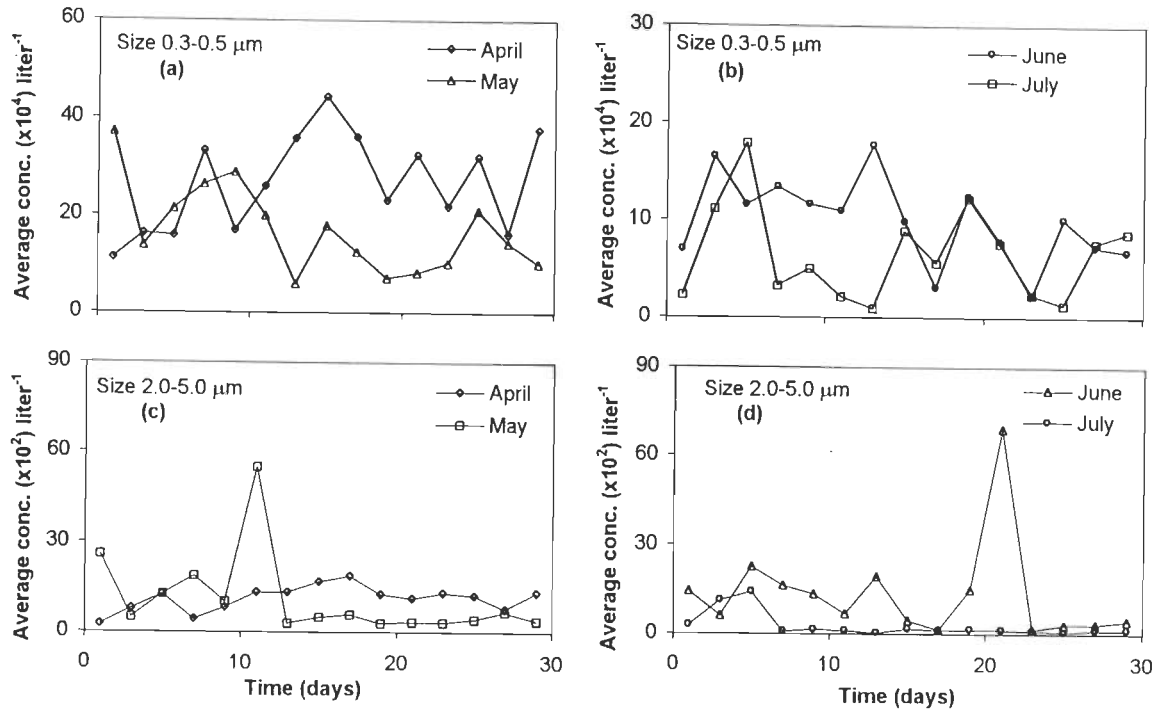 Size 0.3-0.5 µm
(a)
April
May
Average conc. (x10⁴) liter⁻¹
60
40
20
0
Size 0.3-0.5 µm
(b)
June
July
Average conc. (x10⁴) liter⁻¹
30
20
10
0
Size 2.0-5.0 µm
(c)
April
May
Average conc. (x10²) liter⁻¹
90
60
30
0
0
10
20
30
Time (days)
Size 2.0-5.0 µm
(d)
June
July
Average conc. (x10²) liter⁻¹
90
60
30
0
0
10
20
30
Time (days)